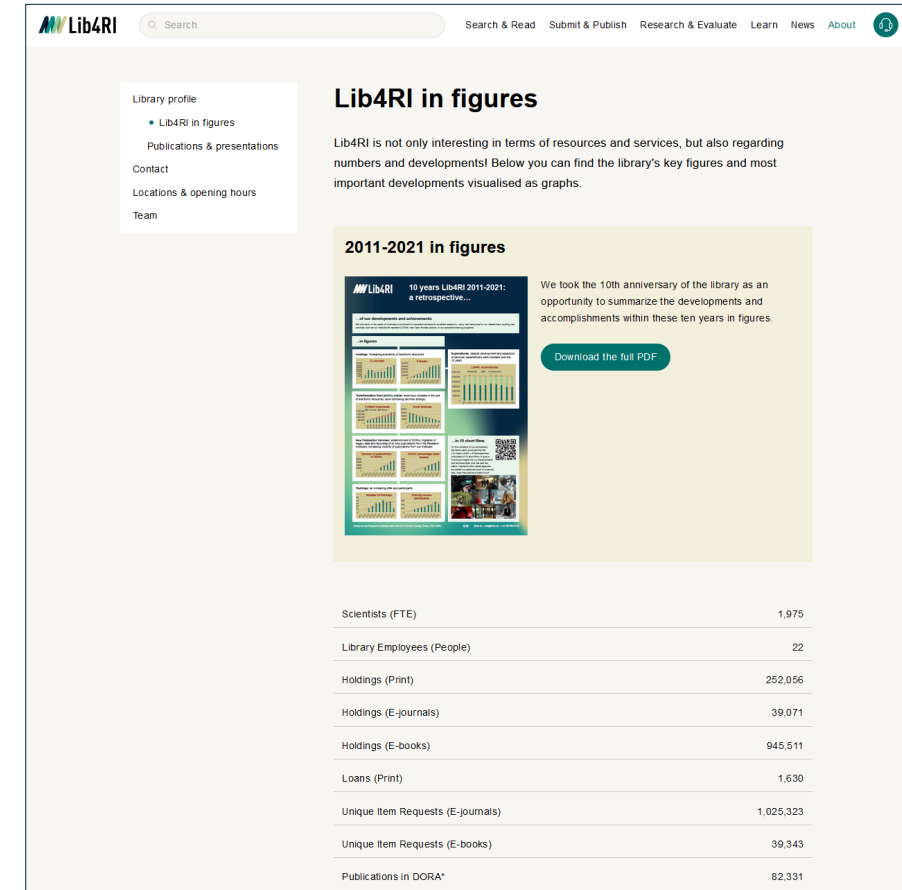 Lib4RI
Search
Search & Read Submit & Publish Research & Evaluate Learn News About
Library profile
Lib4RI in figures
Publications & presentations
Contact
Locations & opening hours
Team
Lib4RI in figures
Lib4RI is not only interesting in terms of resources and services, but also regarding
numbers and developments! Below you can find the library's key figures and most
important developments visualised as graphs.
2011-2021 in figures
Lib4RI
10 years Lib4RI 2011-2021:
a retrospective…
…of our developments and achievements
…in figures
…in 10 short films
We took the 10th anniversary of the library as an
opportunity to summarize the developments and
accomplishments within these ten years in figures.
Download the full PDF
Scientists (FTE) 1,975
Library Employees (People) 22
Holdings (Print) 252,056
Holdings (E-journals) 39,071
Holdings (E-books) 945,511
Loans (Print) 1,630
Unique Item Requests (E-journals) 1,025,323
Unique Item Requests (E-books) 39,343
Publications in DORA* 82,331